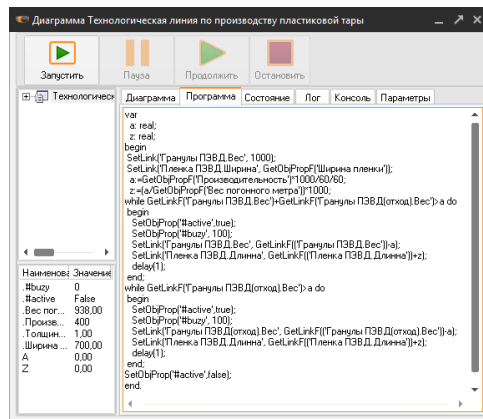 Диаграмма Технологическая линия по производству пластиковой тары
Запустить
Пауза
Продолжить
Остановить
Технологическ
Диаграмма
Программа
Состояние
Лог
Консоль
Параметры
var
a: real;
z: real;
begin
SetLink('Гранулы ПЭВД.Вес', 1000);
SetLink('Пленка ПЭВД.Ширина', GetObjPropF('Ширина пленки'));
a:=GetObjPropF('Производительность')*1000/60/60;
z:=(a/GetObjPropF('Вес погонного метра'))*1000;
while GetLinkF('Гранулы ПЭВД.Вес')+GetLinkF('Гранулы ПЭВД(отход).Вес')> a do
begin
SetObjProp('#active',true);
SetObjProp('#buzy', 100);
SetLink('Гранулы ПЭВД.Вес', GetLinkF(('Гранулы ПЭВД.Вес'))-a);
SetLink('Пленка ПЭВД.Длинна', GetLinkF(('Пленка ПЭВД.Длинна'))+z);
delay(1);
end;
while GetLinkF('Гранулы ПЭВД(отход).Вес')> a do
begin
SetObjProp('#active',true);
SetObjProp('#buzy', 100);
SetLink('Гранулы ПЭВД(отход).Вес', GetLinkF(('Гранулы ПЭВД.Вес'))-a);
SetLink('Пленка ПЭВД.Длинна', GetLinkF(('Пленка ПЭВД.Длинна'))+z);
delay(1);
end;
SetObjProp('#active',false);
end.
Наименова Значение
.#buzy 0
.#active False
.Вес пог... 938,00
.Произв... 400
.Толщин... 1,00
.Ширина ... 700,00
A 0,00
Z 0,00